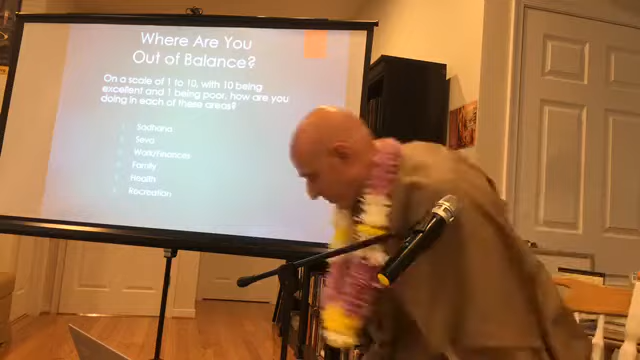 Where Are You
Out of Balance?
On a scale of 1 to 10, with 10 being
excellent and 1 being poor, how are you
doing in each of these areas?
Sadhana
Seva
Work/Finances
Family
Health
Recreation